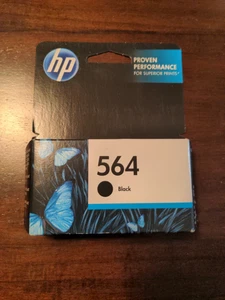 hp
PROVEN
PERFORMANCE
FOR SUPERIOR PRINTS*
564
Black